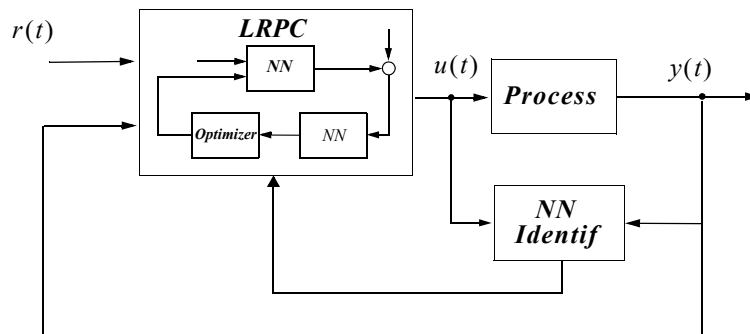 LRPC
r(t)
NN
u(t)
y(t)
Process
Optimizer
NN
NN
Identif